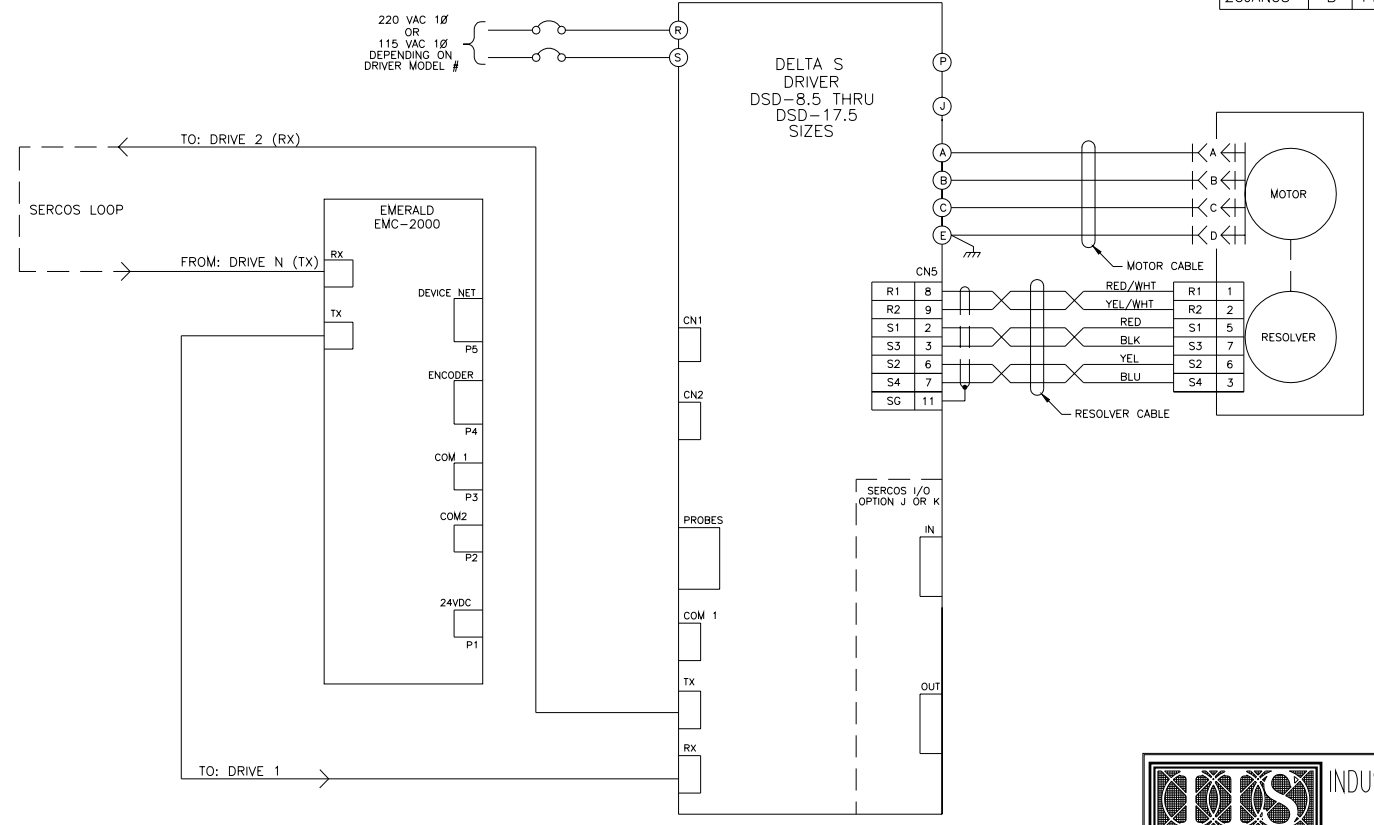 220 VAC 1Ø
OR
115 VAC 1Ø
DEPENDING ON
DRIVER MODEL #
R
S
DELTA S
DRIVER
DSD-8.5 THRU
DSD-17.5
SIZES
P
J
A
B
C
E
A
B
C
D
MOTOR
MOTOR CABLE
TO: DRIVE 2 (RX)
SERCOS LOOP
FROM: DRIVE N (TX)
EMERALD
EMC-2000
RX
TX
DEVICE NET
P5
ENCODER
P4
COM 1
P3
COM2
P2
24VDC
P1
TO: DRIVE 1
CN1
CN2
PROBES
COM 1
TX
RX
CN5
R1 8 RED/WHT R1 1
R2 9 YEL/WHT R2 2
S1 2 RED S1 5
S3 3 BLK S3 7
S2 6 YEL S2 6
S4 7 BLU S4 3
SG 11
RESOLVER
RESOLVER CABLE
SERCOS I/O
OPTION J OR K
IN
OUT
IIS